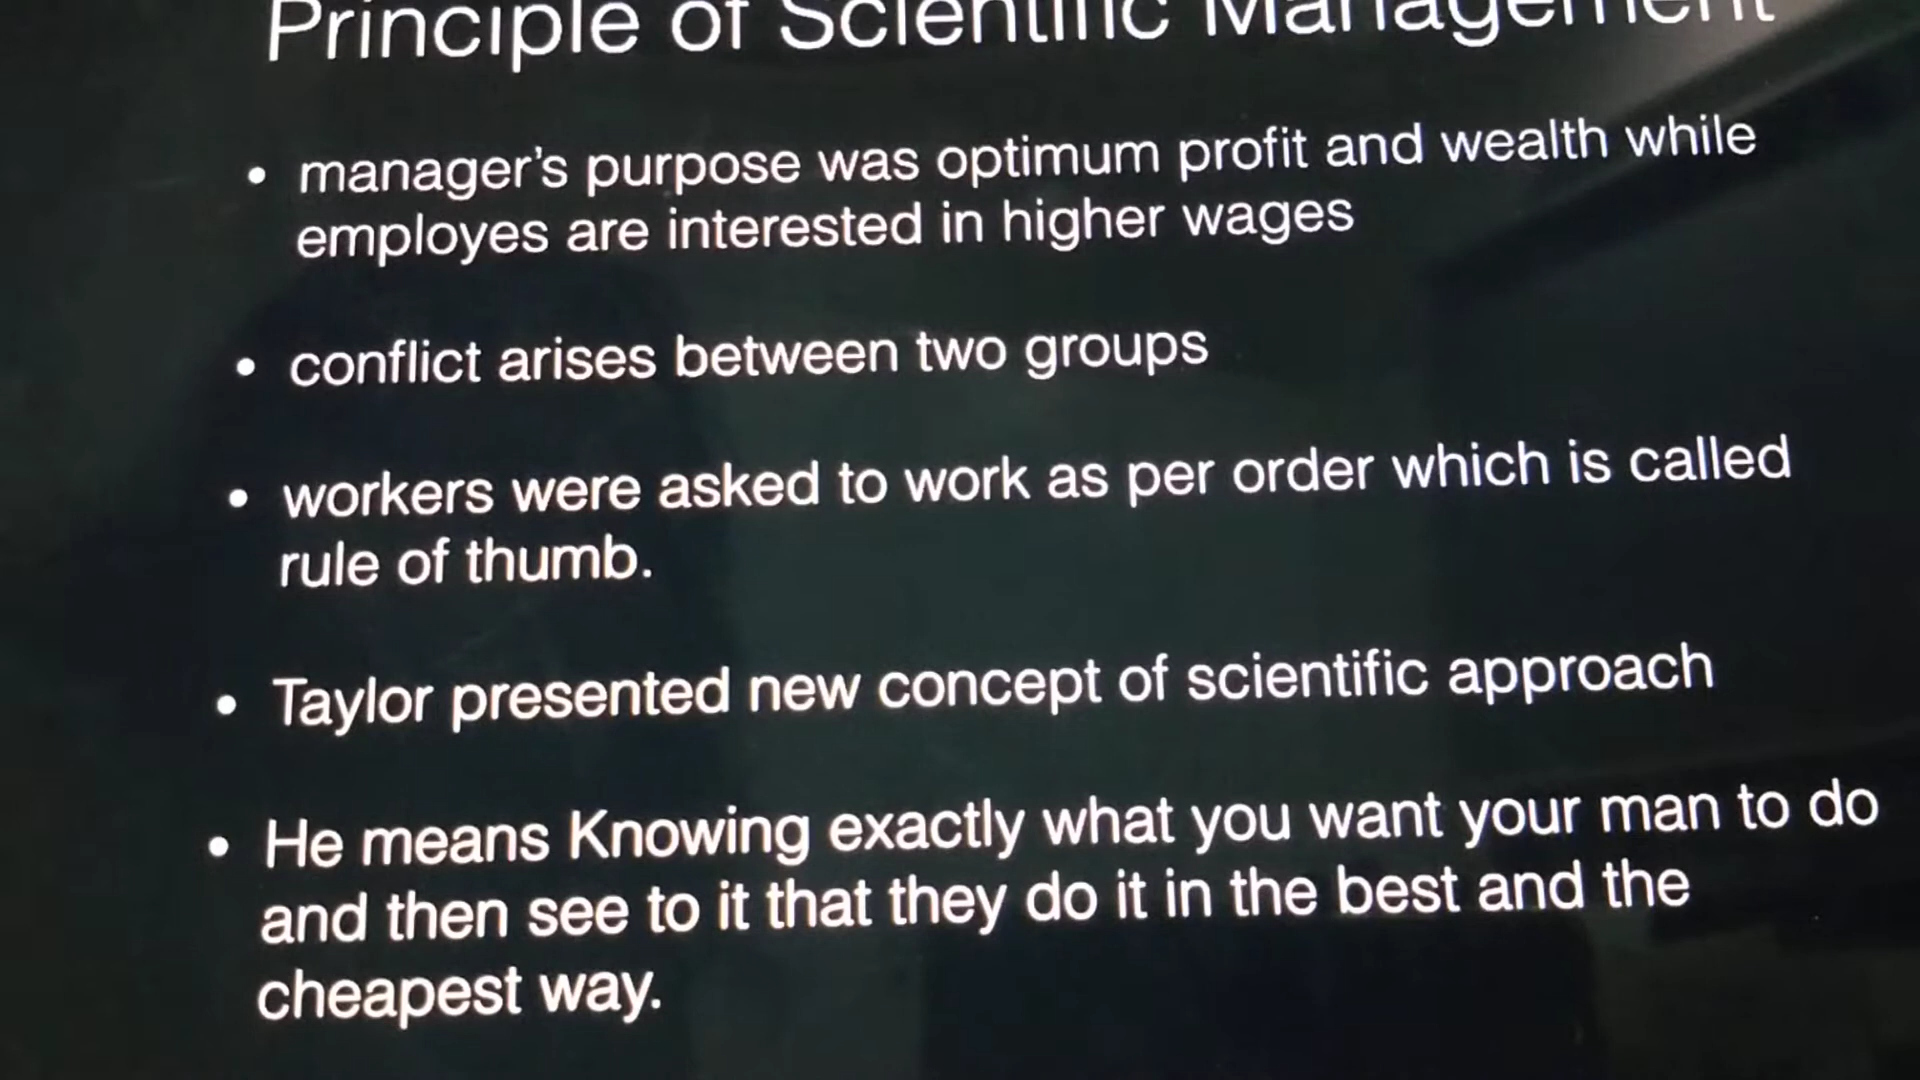 Principle of Scientific Management
• manager's purpose was optimum profit and wealth while
employes are interested in higher wages
• conflict arises between two groups
• workers were asked to work as per order which is called
rule of thumb.
• Taylor presented new concept of scientific approach
• He means Knowing exactly what you want your man to do
and then see to it that they do it in the best and the
cheapest way.